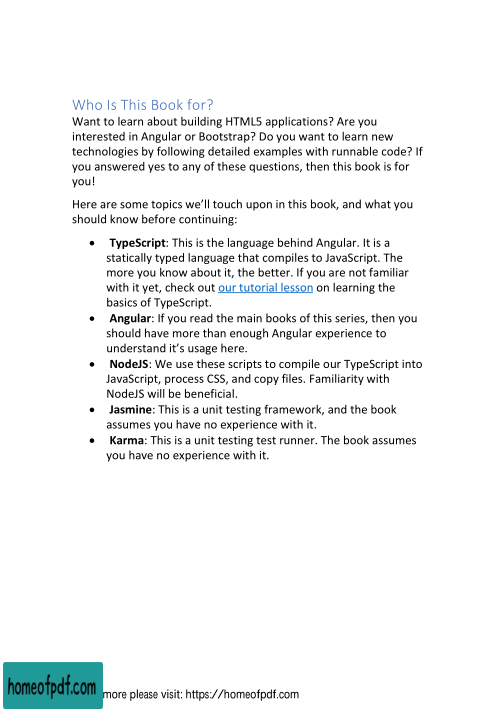 Who Is This Book for?
Want to learn about building HTML5 applications? Are you
interested in Angular or Bootstrap? Do you want to learn new
technologies by following detailed examples with runnable code? If
you answered yes to any of these questions, then this book is for
you!
Here are some topics we’ll touch upon in this book, and what you
should know before continuing:
• TypeScript: This is the language behind Angular. It is a
statically typed language that compiles to JavaScript. The
more you know about it, the better. If you are not familiar
with it yet, check out our tutorial lesson on learning the
basics of TypeScript.
• Angular: If you read the main books of this series, then you
should have more than enough Angular experience to
understand it’s usage here.
• NodeJS: We use these scripts to compile our TypeScript into
JavaScript, process CSS, and copy files. Familiarity with
NodeJS will be beneficial.
• Jasmine: This is a unit testing framework, and the book
assumes you have no experience with it.
• Karma: This is a unit testing test runner. The book assumes
you have no experience with it.
homeofpdf.com more please visit: https://homeofpdf.com